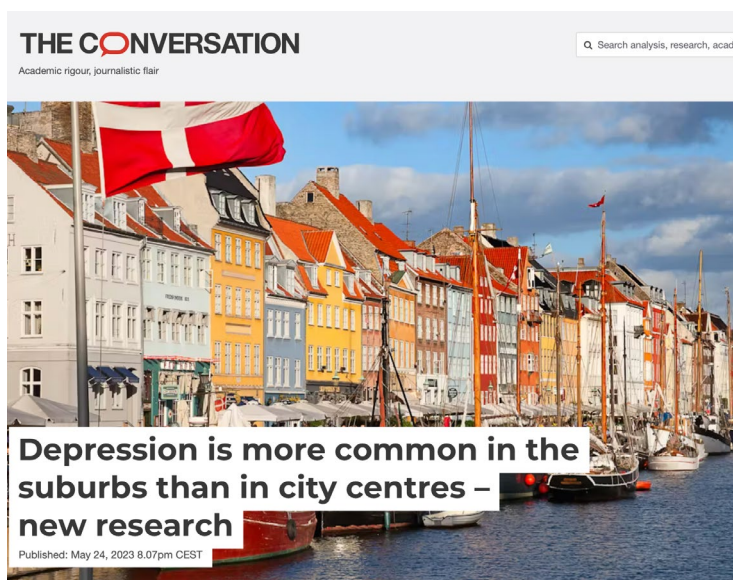 THE CONVERSATION
Search analysis, research, acad
Academic rigour, journalistic flair
Depression is more common in the
suburbs than in city centres –
new research
Published: May 24, 2023 8.07pm CEST